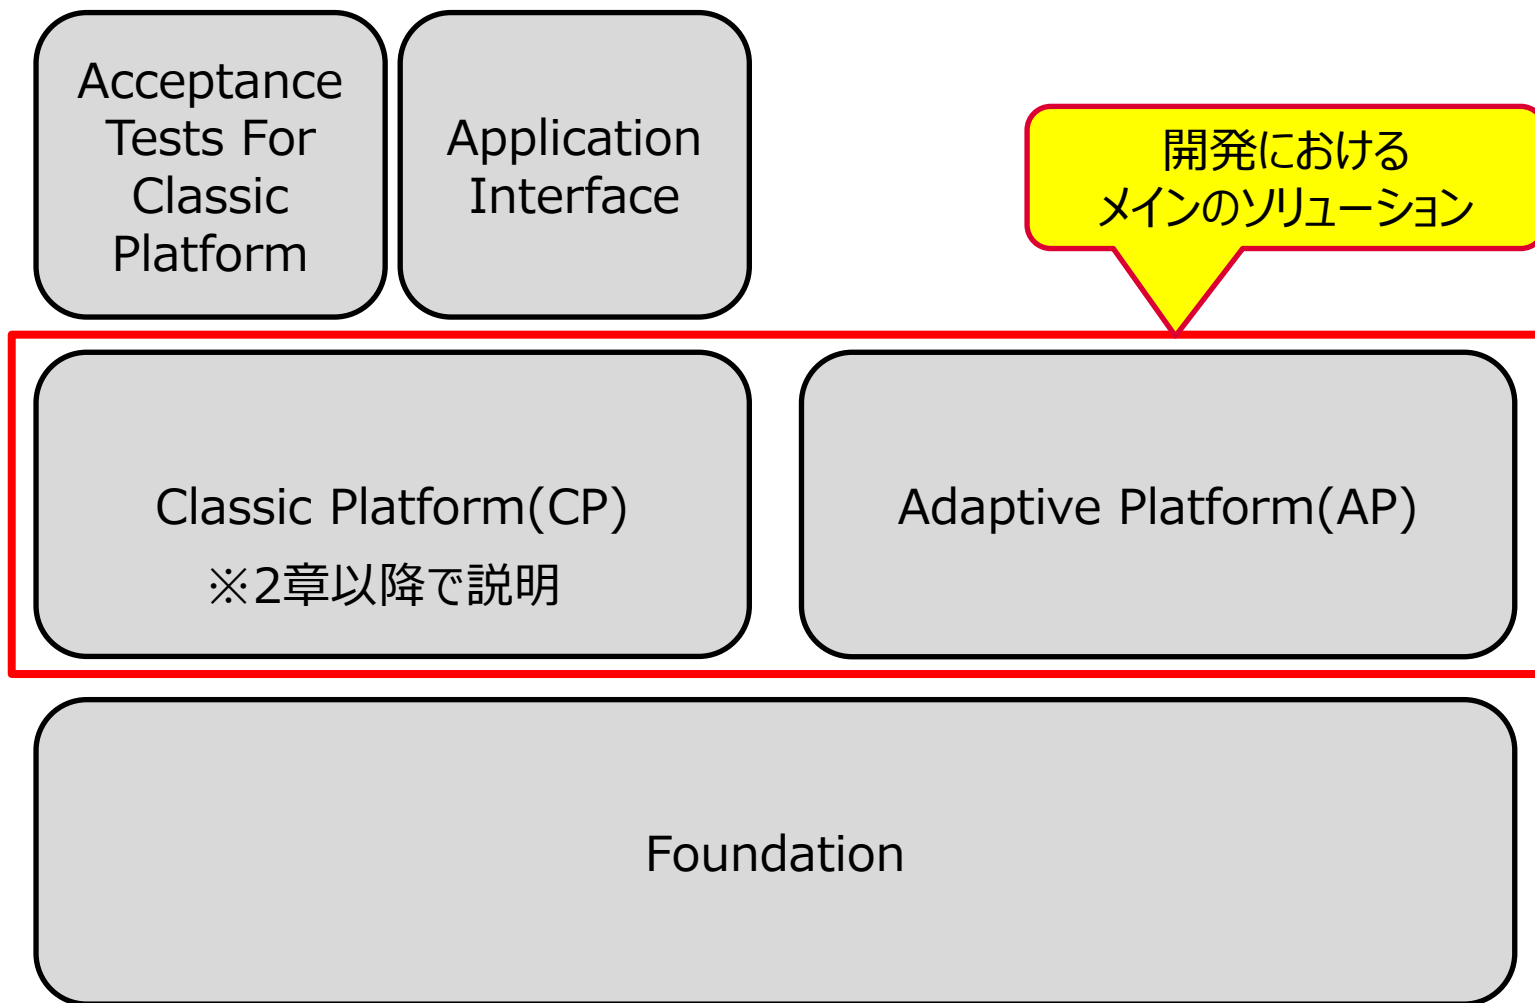 Acceptance
Tests For
Classic
Platform
Application
Interface
開発における
メインのソリューション
Classic Platform(CP)
※2章以降で説明
Adaptive Platform(AP)
Foundation